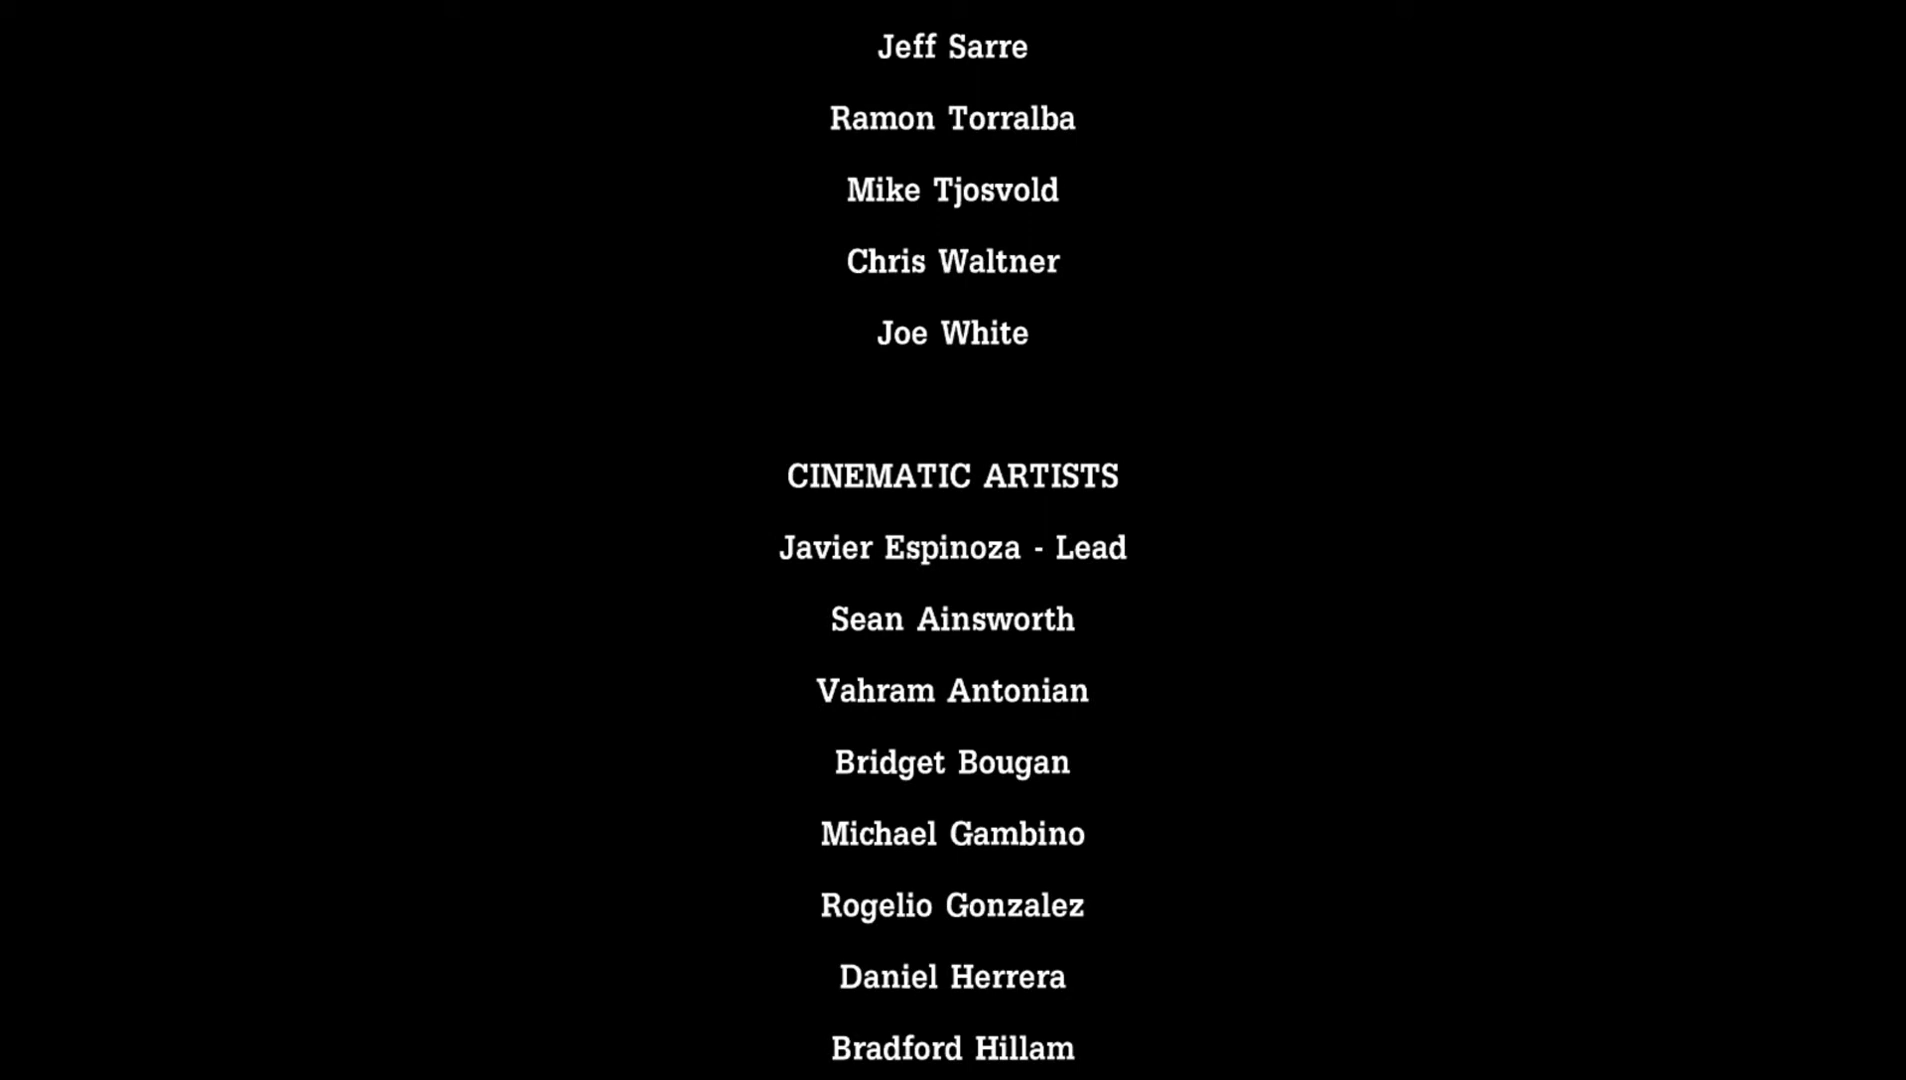 Jeff Sarre
Ramon Torralba
Mike Tjosvold
Chris Waltner
Joe White
CINEMATIC ARTISTS
Javier Espinoza - Lead
Sean Ainsworth
Vahram Antonian
Bridget Bougan
Michael Gambino
Rogelio Gonzalez
Daniel Herrera
Bradford Hillam